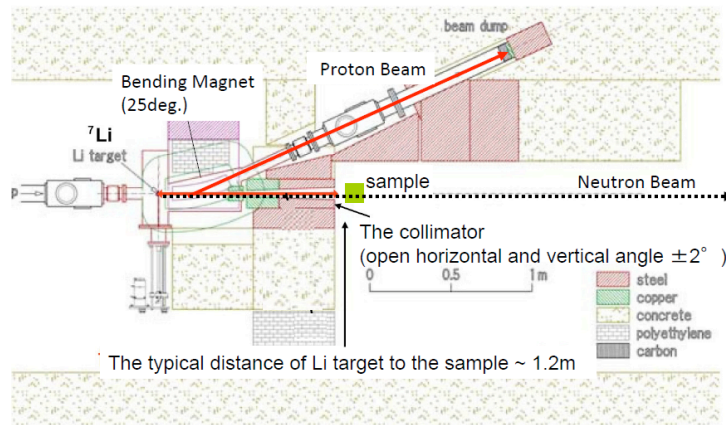 beam dump
Proton Beam
Bending Magnet
(25deg.)
⁷Li
Li target
p
sample
Neutron Beam
The collimator
(open horizontal and vertical angle ±2° )
0 0.5 1 m
steel
copper
concrete
polyethylene
carbon
The typical distance of Li target to the sample ~ 1.2m